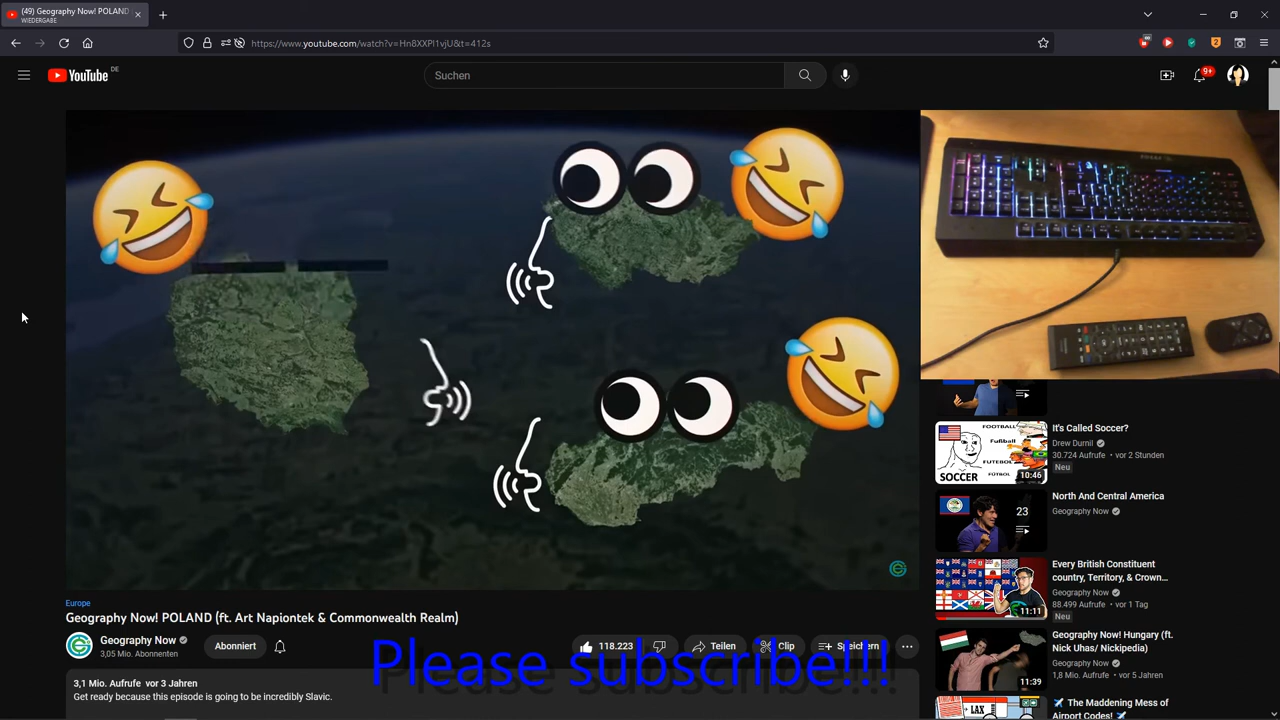 (49) Geography Now! POLAND
WIEDERGABE
https://www.youtube.com/watch?v=Hn8XXPI1vjU&t=412s
YouTube DE
Suchen
9+
2
Europe
Geography Now! POLAND (ft. Art Napiontek & Commonwealth Realm)
Geography Now
3,05 Mio. Abonnenten
Abonniert
118.223
Teilen
Clip
Speichern
Please subscribe!!!
3,1 Mio. Aufrufe vor 3 Jahren
Get ready because this episode is going to be incredibly Slavic.
FOOTBALL
Fußball
FUTEBOL
FÚTBOL
SOCCER
10:46
It's Called Soccer?
Drew Durnil
30.724 Aufrufe • vor 2 Stunden
Neu
23
North And Central America
Geography Now
11:11
Every British Constituent
country, Territory, & Crown...
Geography Now
88.499 Aufrufe • vor 1 Tag
Neu
11:39
Geography Now! Hungary (ft.
Nick Uhas/ Nickipedia)
Geography Now
1,8 Mio. Aufrufe • vor 5 Jahren
LAX
✈️ The Maddening Mess of
Airport Codes! ✈️